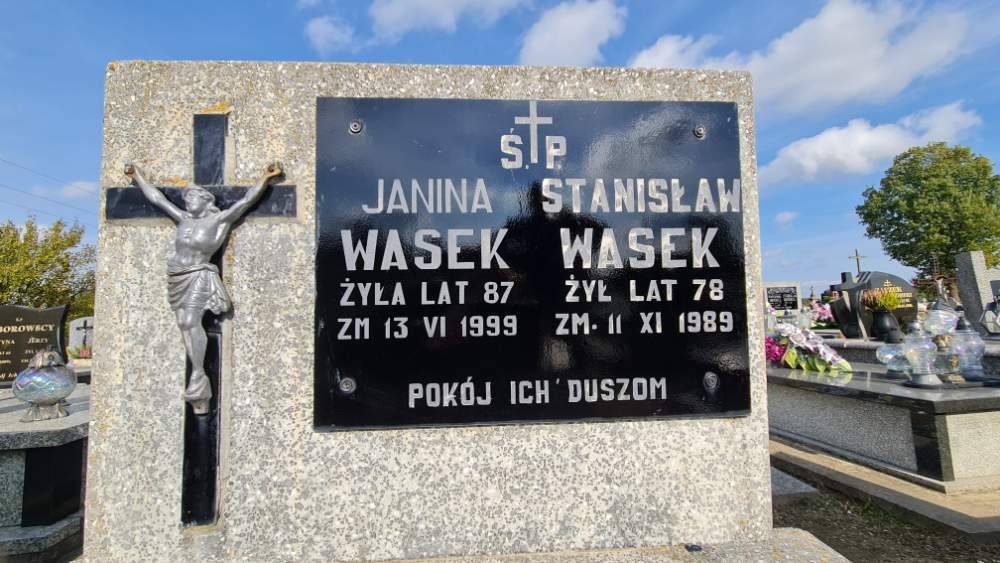 Ś.P
JANINA
WASEK
ŻYŁA LAT 87
ZM 13 VI 1999
STANISŁAW
WASEK
ŻYŁ LAT 78
ZM. 11 XI 1989
POKÓJ ICH DUSZOM
BOROWSCY